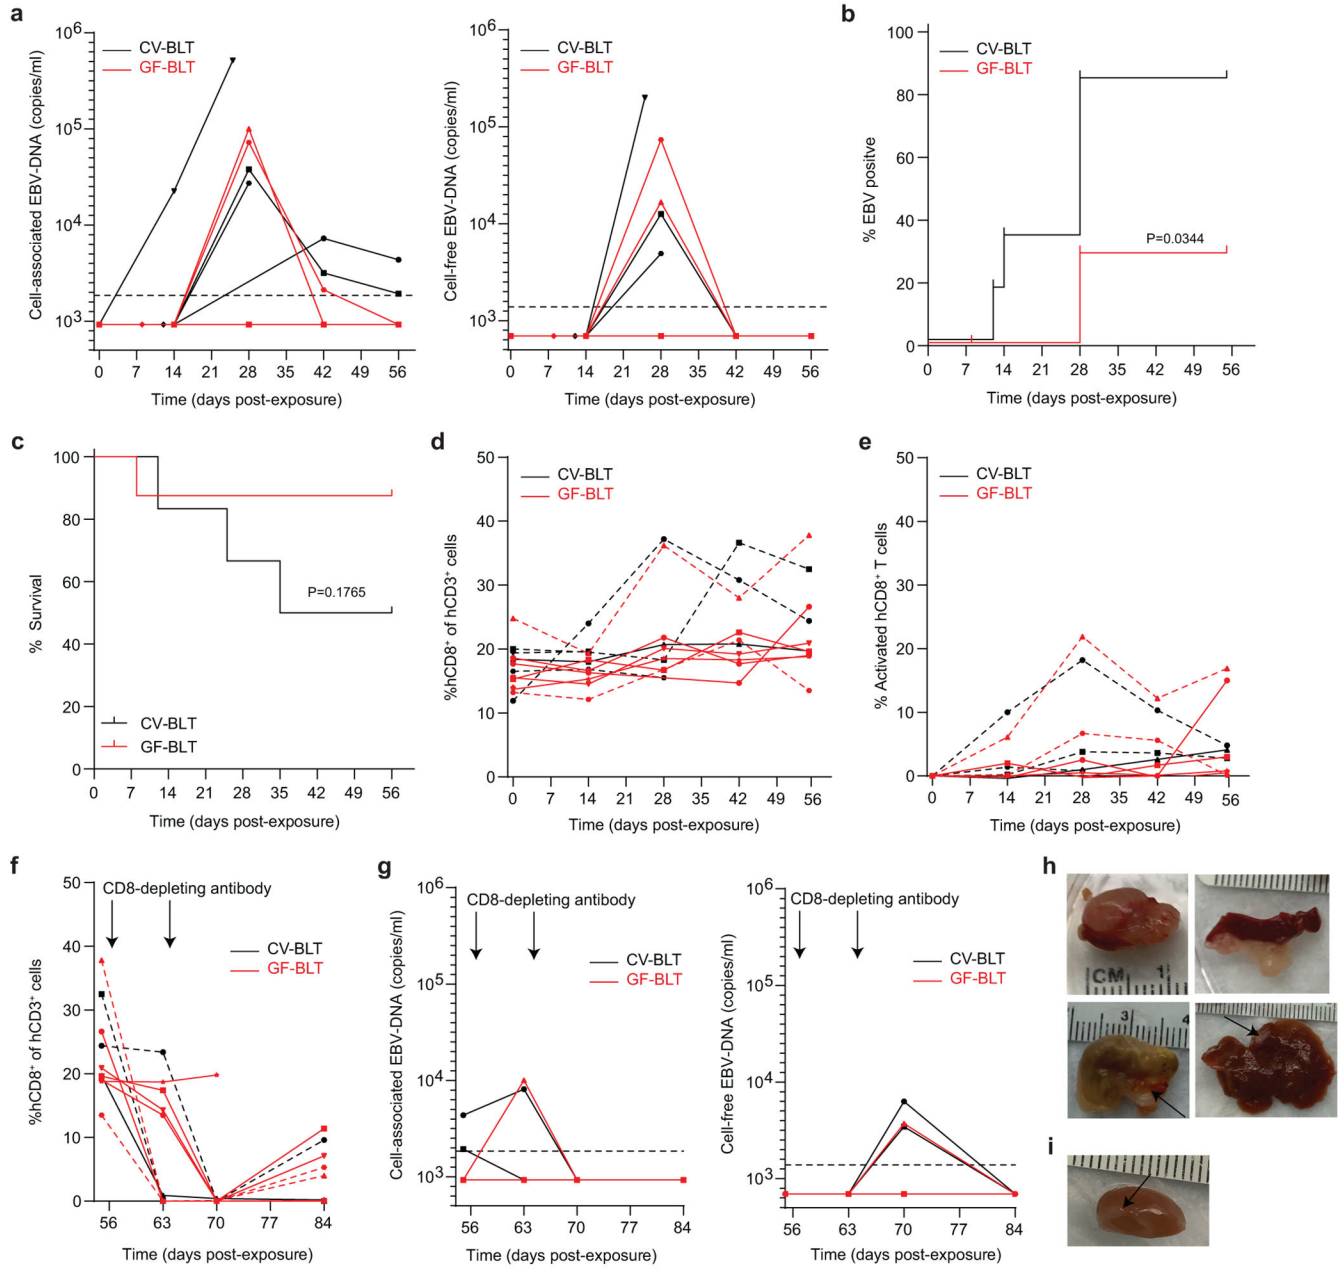 a
Cell-associated EBV-DNA (copies/ml)
10⁶
10⁵
10⁴
10³
CV-BLT
GF-BLT
0 7 14 21 28 35 42 49 56
Time (days post-exposure)
Cell-free EBV-DNA (copies/ml)
10⁶
10⁵
10⁴
10³
CV-BLT
GF-BLT
0 7 14 21 28 35 42 49 56
Time (days post-exposure)
b
% EBV positve
100
80
60
40
20
0
CV-BLT
GF-BLT
P=0.0344
0 7 14 21 28 35 42 49 56
Time (days post-exposure)
c
% Survival
100
80
60
40
20
0
P=0.1765
CV-BLT
GF-BLT
0 7 14 21 28 35 42 49 56
Time (days post-exposure)
d
%hCD8⁺ of hCD3⁺ cells
50
40
30
20
10
0
CV-BLT
GF-BLT
0 7 14 21 28 35 42 49 56
Time (days post-exposure)
e
% Activated hCD8⁺ T cells
50
40
30
20
10
0
CV-BLT
GF-BLT
0 7 14 21 28 35 42 49 56
Time (days post-exposure)
f
%hCD8⁺ of hCD3⁺ cells
50
40
30
20
10
0
CD8-depleting antibody
CV-BLT
GF-BLT
56 63 70 77 84
Time (days post-exposure)
g
Cell-associated EBV-DNA (copies/ml)
10⁶
10⁵
10⁴
10³
CD8-depleting antibody
CV-BLT
GF-BLT
56 63 70 77 84
Time (days post-exposure)
Cell-free EBV-DNA (copies/ml)
10⁶
10⁵
10⁴
10³
CD8-depleting antibody
CV-BLT
GF-BLT
56 63 70 77 84
Time (days post-exposure)
h
CM 1
3 4
i